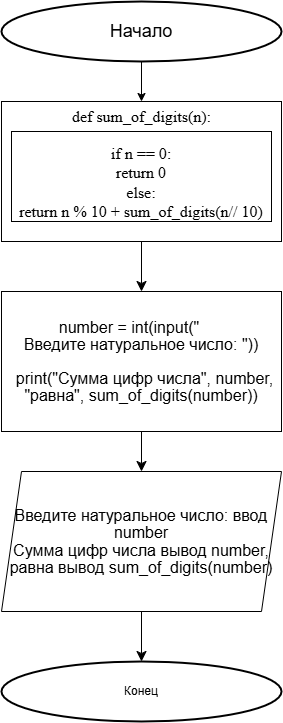 Начало
def sum_of_digits(n):
if n == 0:
return 0
else:
return n % 10 + sum_of_digits(n// 10)
number = int(input("
Введите натуральное число: "))
print("Сумма цифр числа", number,
"равна", sum_of_digits(number))
Введите натуральное число: ввод
number
Сумма цифр числа вывод number,
равна вывод sum_of_digits(number)
Конец